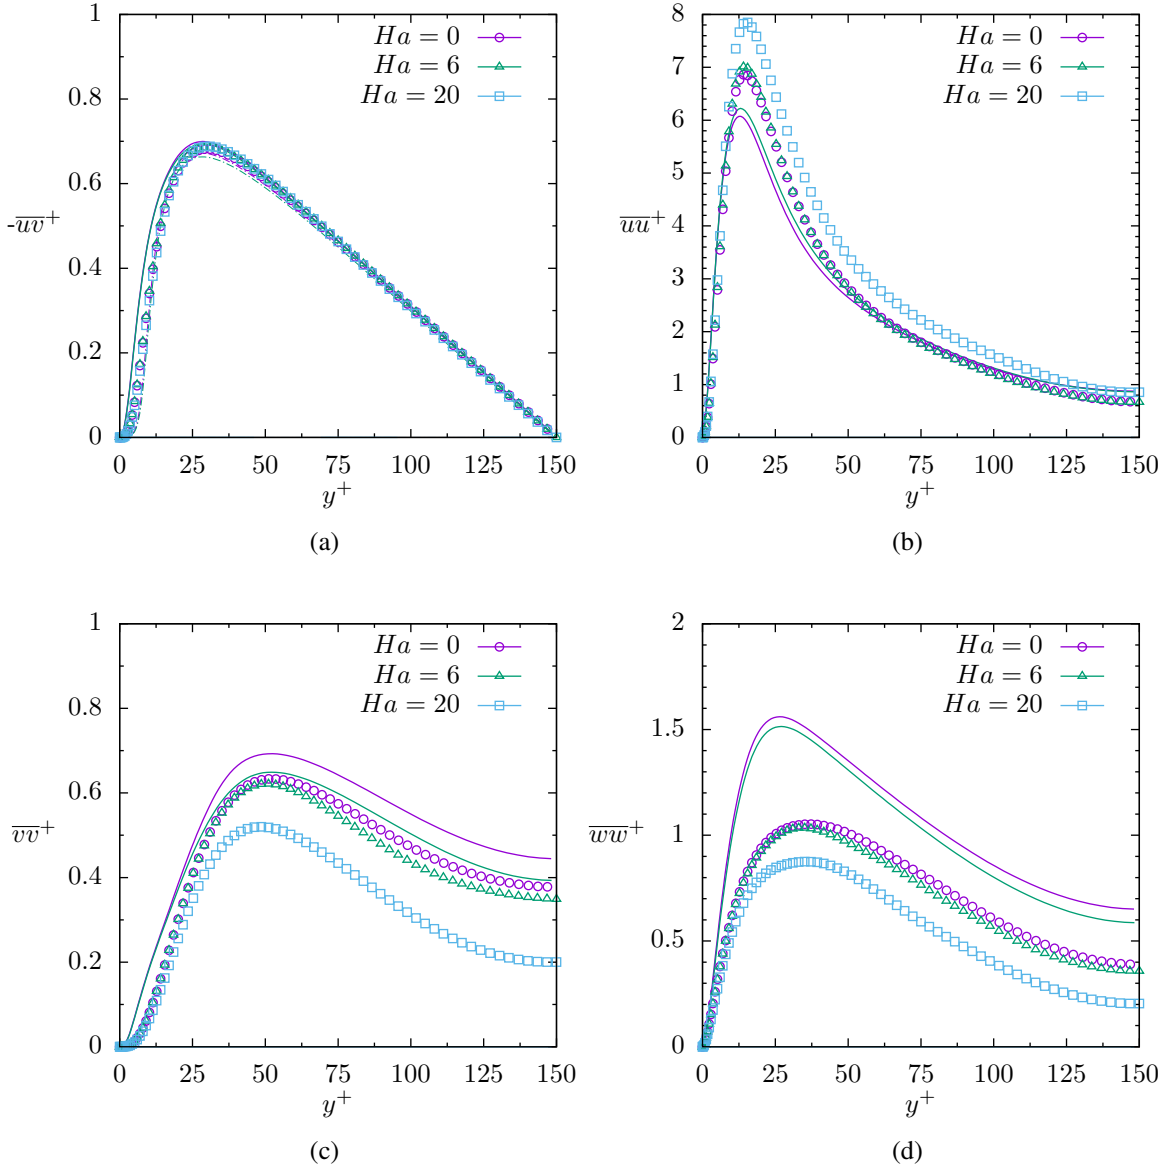 1
0.8
0.6
0.4
0.2
0
-uv+
0 25 50 75 100 125 150
y+
Ha = 0
Ha = 6
Ha = 20
(a)
8
7
6
5
4
3
2
1
0
uu+
0 25 50 75 100 125 150
y+
Ha = 0
Ha = 6
Ha = 20
(b)
1
0.8
0.6
0.4
0.2
0
vv+
0 25 50 75 100 125 150
y+
Ha = 0
Ha = 6
Ha = 20
(c)
2
1.5
1
0.5
0
ww+
0 25 50 75 100 125 150
y+
Ha = 0
Ha = 6
Ha = 20
(d)